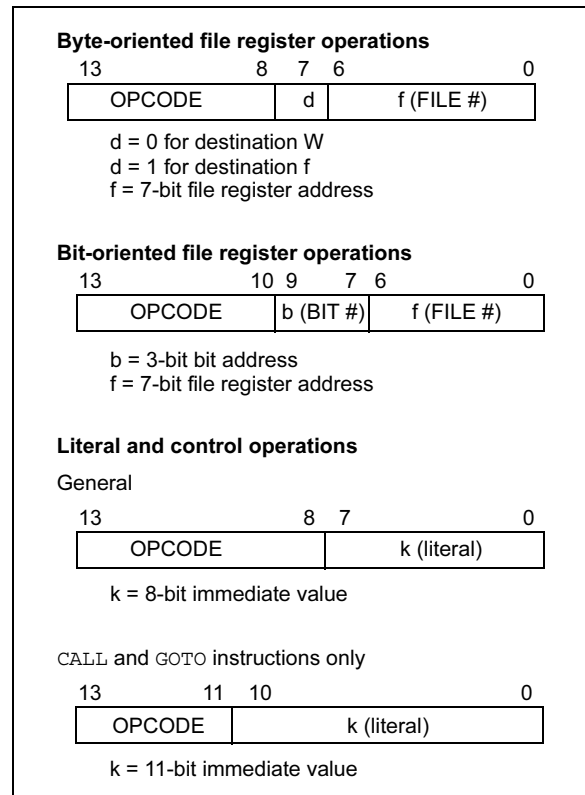 Byte-oriented file register operations
13 8 7 6 0
OPCODE d f (FILE #)
d = 0 for destination W
d = 1 for destination f
f = 7-bit file register address
Bit-oriented file register operations
13 10 9 7 6 0
OPCODE b (BIT #) f (FILE #)
b = 3-bit bit address
f = 7-bit file register address
Literal and control operations
General
13 8 7 0
OPCODE k (literal)
k = 8-bit immediate value
CALL and GOTO instructions only
13 11 10 0
OPCODE k (literal)
k = 11-bit immediate value